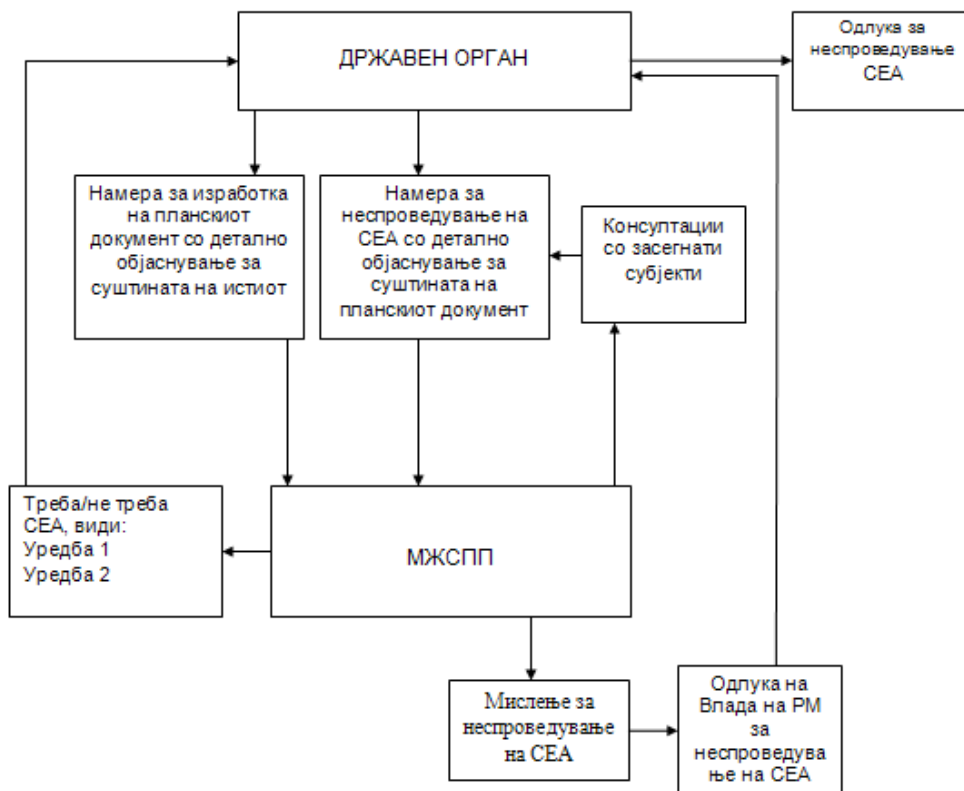 ДРЖАВЕН ОРГАН
Одлука за
неспроведување
СЕА
Намера за изработка
на планскиот
документ со детално
објаснување за
суштината на истиот
Намера за
неспроведување на
СЕА со детално
објаснување за
суштината на
планскиот документ
Консултации
со засегнати
субјекти
Треба/не треба
СЕА, види:
Уредба 1
Уредба 2
МЖСПП
Мислење за
неспроведување
на СЕА
Одлука на
Влада на РМ
за
неспроведува
ње на СЕА